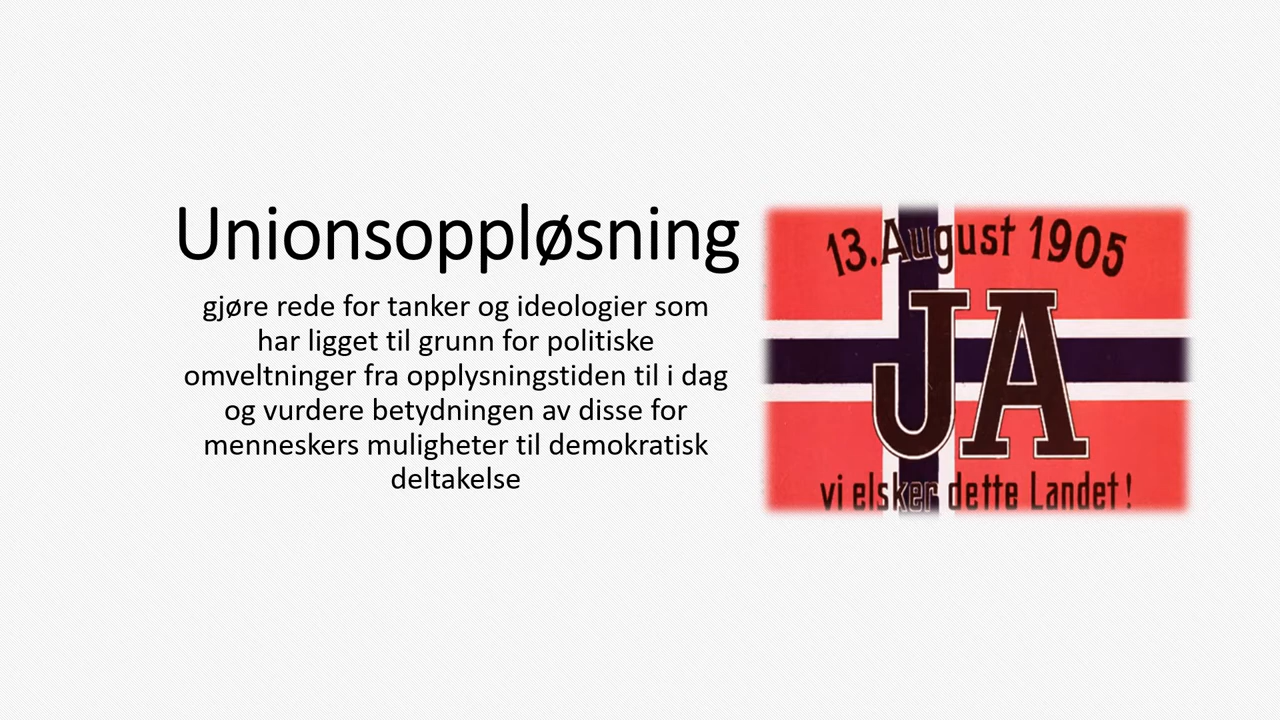 Unionsoppløsning
gjøre rede for tanker og ideologier som
har ligget til grunn for politiske
omveltninger fra opplysningstiden til i dag
og vurdere betydningen av disse for
menneskers muligheter til demokratisk
deltakelse
13. August 1905
JA
vi elsker dette Landet!